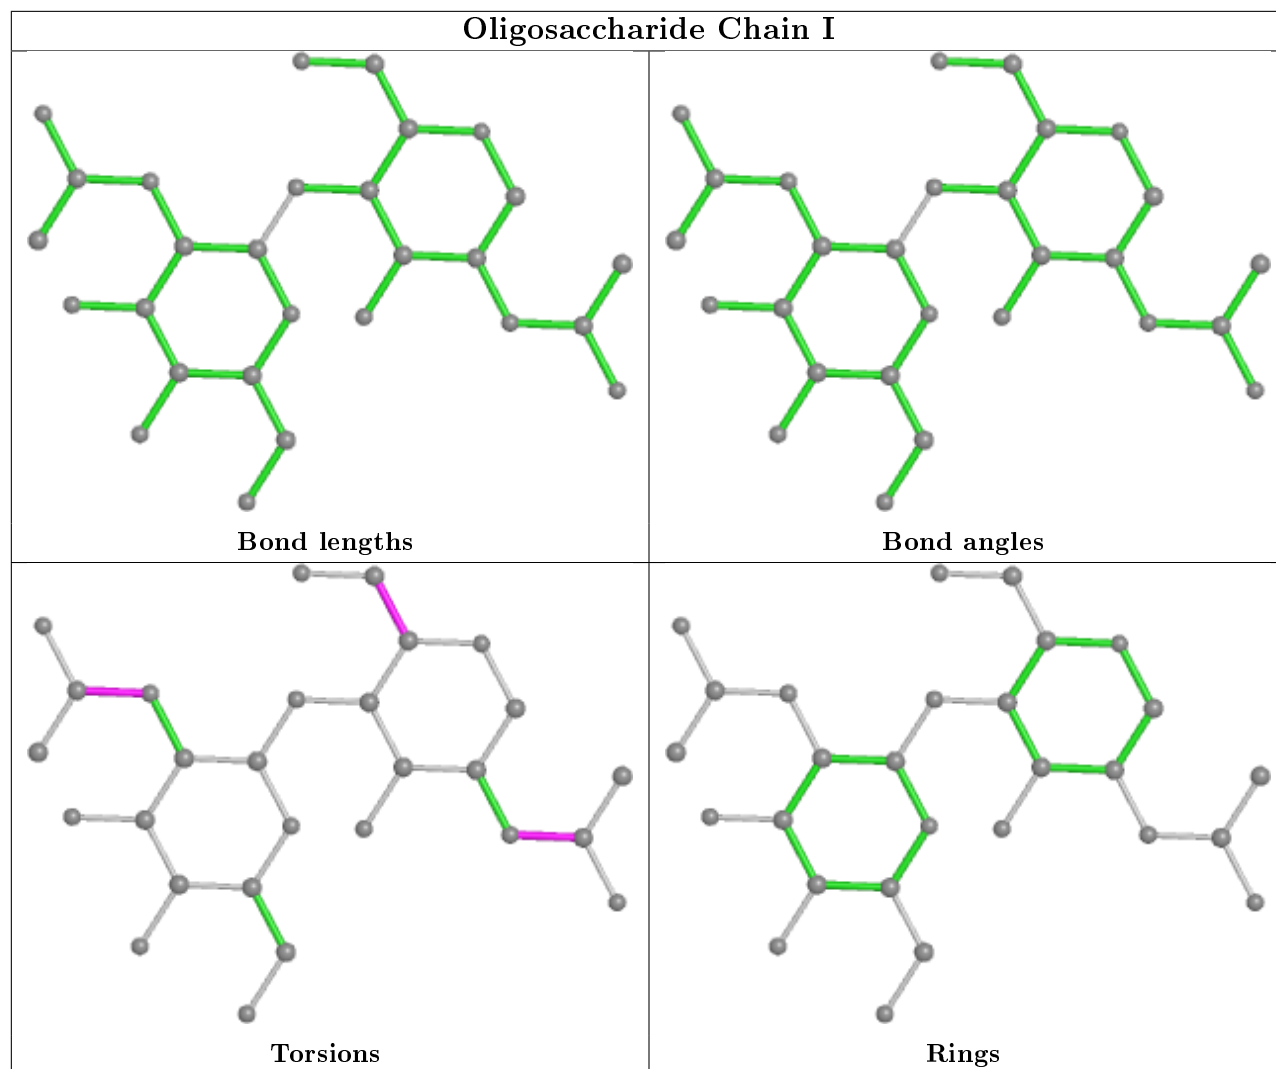 Oligosaccharide Chain I
Bond lengths
Bond angles
Torsions
Rings